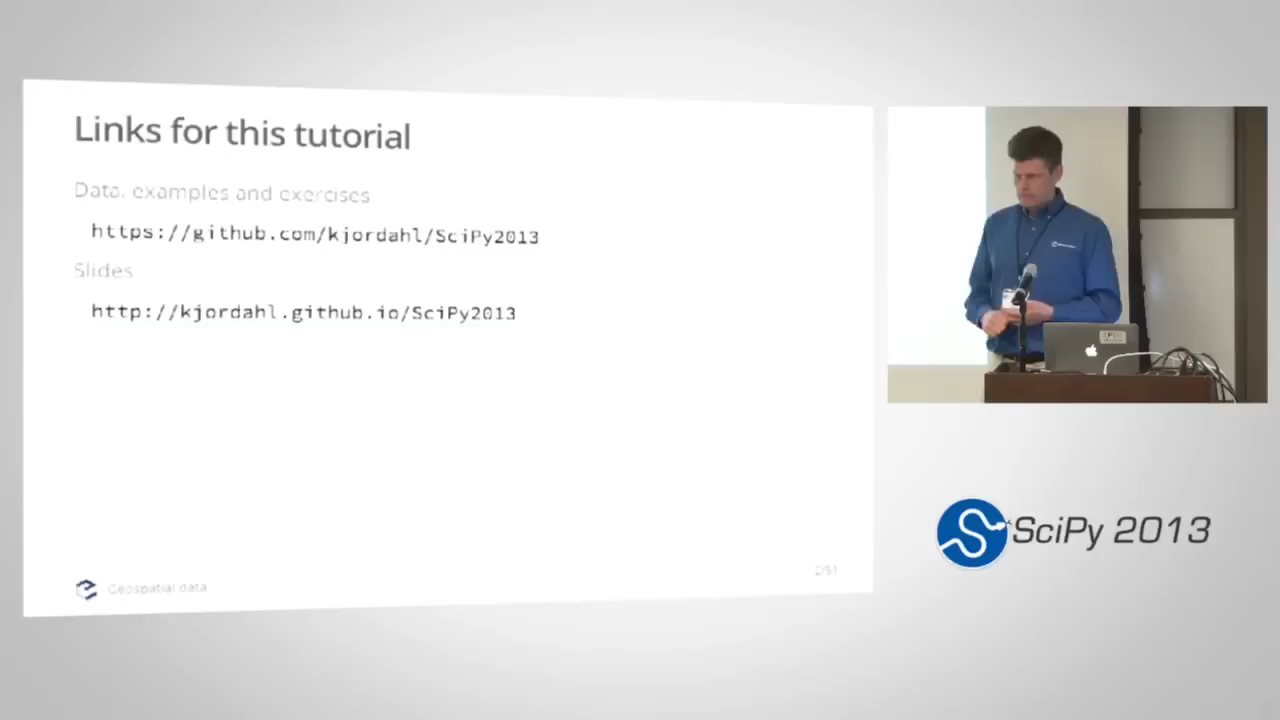 Links for this tutorial
Data, examples and exercises
https://github.com/kjordahl/SciPy2013
Slides
http://kjordahl.github.io/SciPy2013
Geospatial data
2/51
SciPy 2013